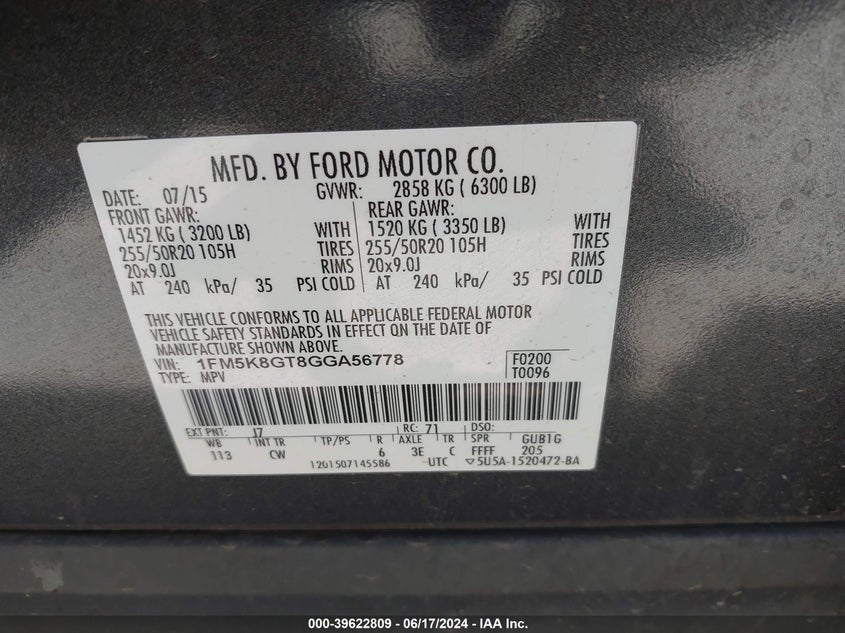 MFD. BY FORD MOTOR CO.
DATE: 07/15 GVWR: 2858 KG ( 6300 LB)
FRONT GAWR: REAR GAWR:
1452 KG ( 3200 LB) WITH 1520 KG ( 3350 LB) WITH
255/50R20 105H TIRES 255/50R20 105H TIRES
20x9.0J RIMS 20x9.0J RIMS
AT 240 kPa/ 35 PSI COLD AT 240 kPa/ 35 PSI COLD
THIS VEHICLE CONFORMS TO ALL APPLICABLE FEDERAL MOTOR
VEHICLE SAFETY STANDARDS IN EFFECT ON THE DATE OF
MANUFACTURE SHOWN ABOVE.
VIN: 1FM5K8GT8GGA56778 F0200
TYPE: MPV T0096
EXT PNT: J7 RC: 71 DSO:
WB INT TR TP/PS R AXLE TR SPR GUB1G
113 CW 6 3E C FFFF 205
1201507145586 UTC ▽5U5A-1520472-BA
000-39622809 - 06/17/2024 - IAA Inc.